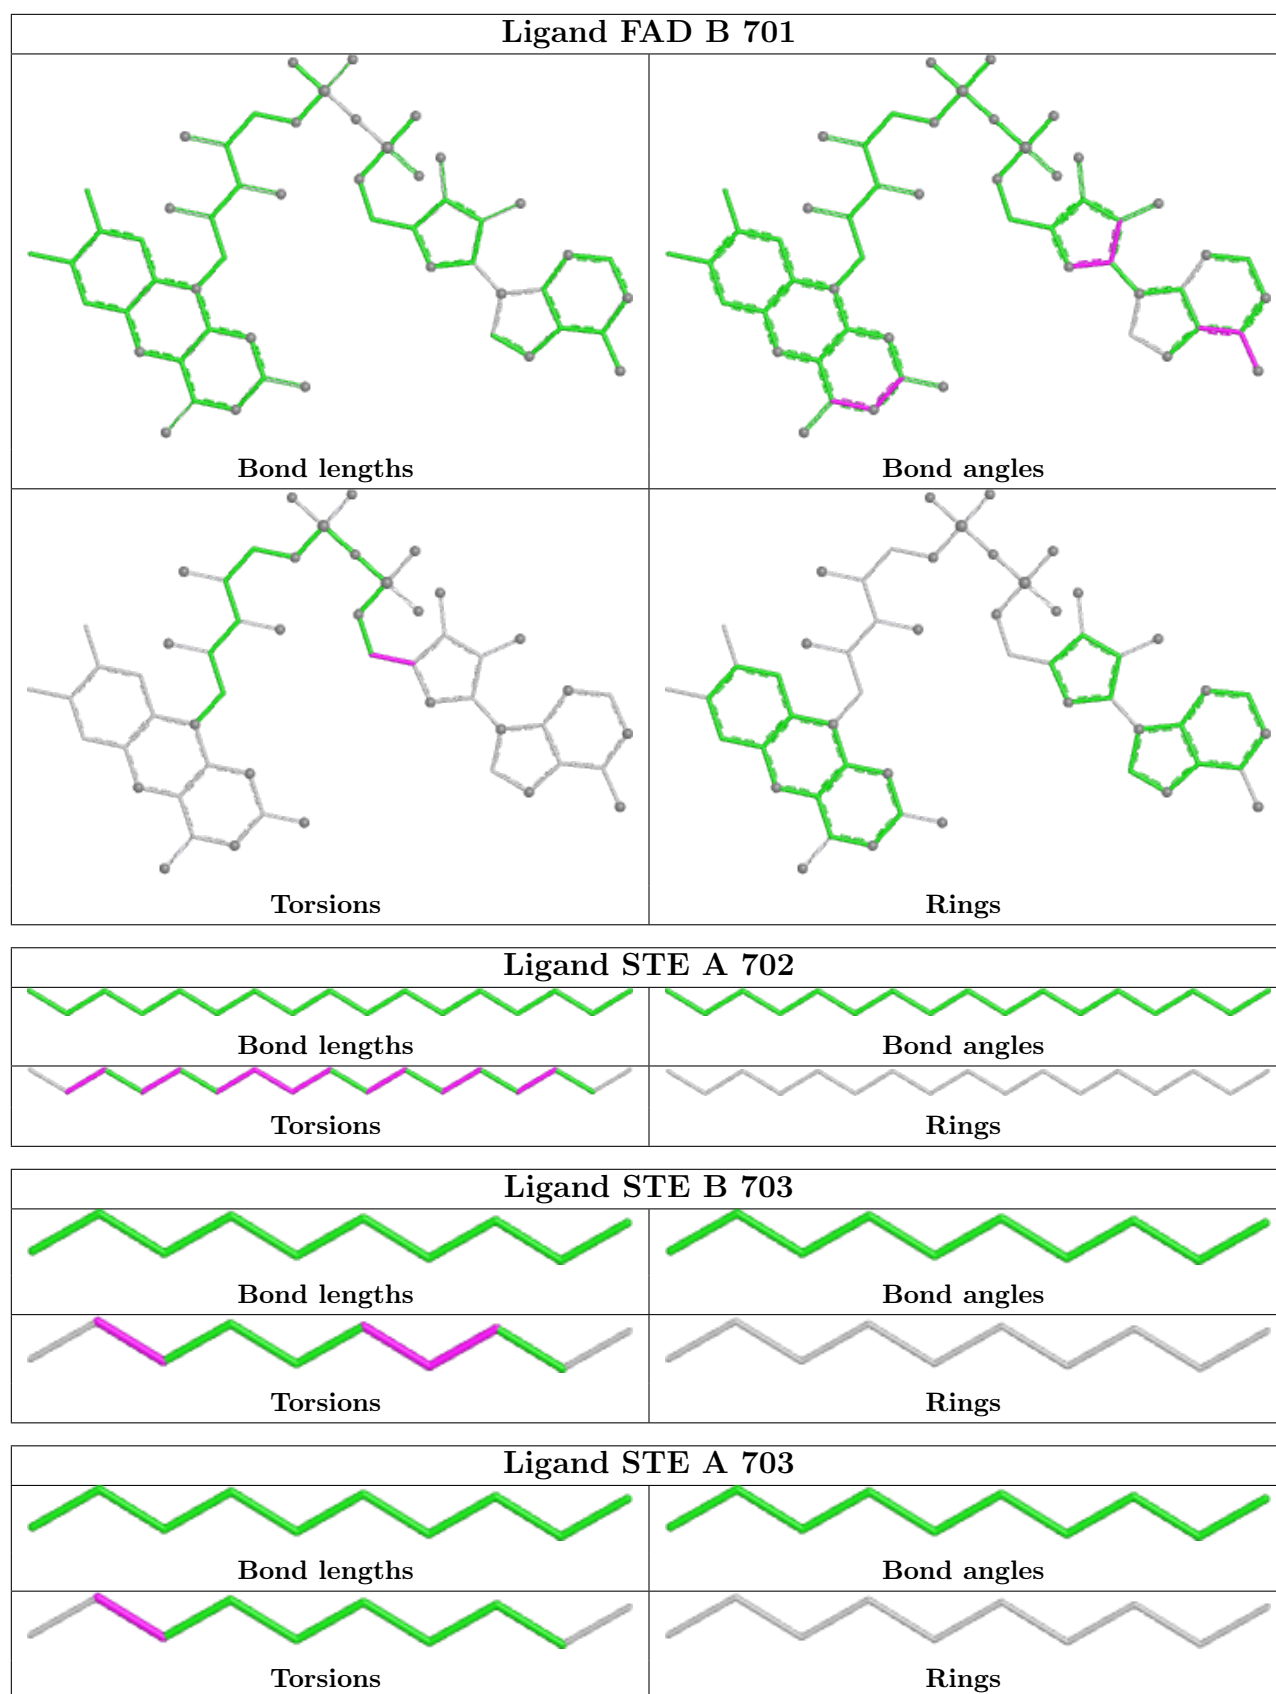 Ligand FAD B 701
Bond lengths
Bond angles
Torsions
Rings
Ligand STE A 702
Bond lengths
Bond angles
Torsions
Rings
Ligand STE B 703
Bond lengths
Bond angles
Torsions
Rings
Ligand STE A 703
Bond lengths
Bond angles
Torsions
Rings